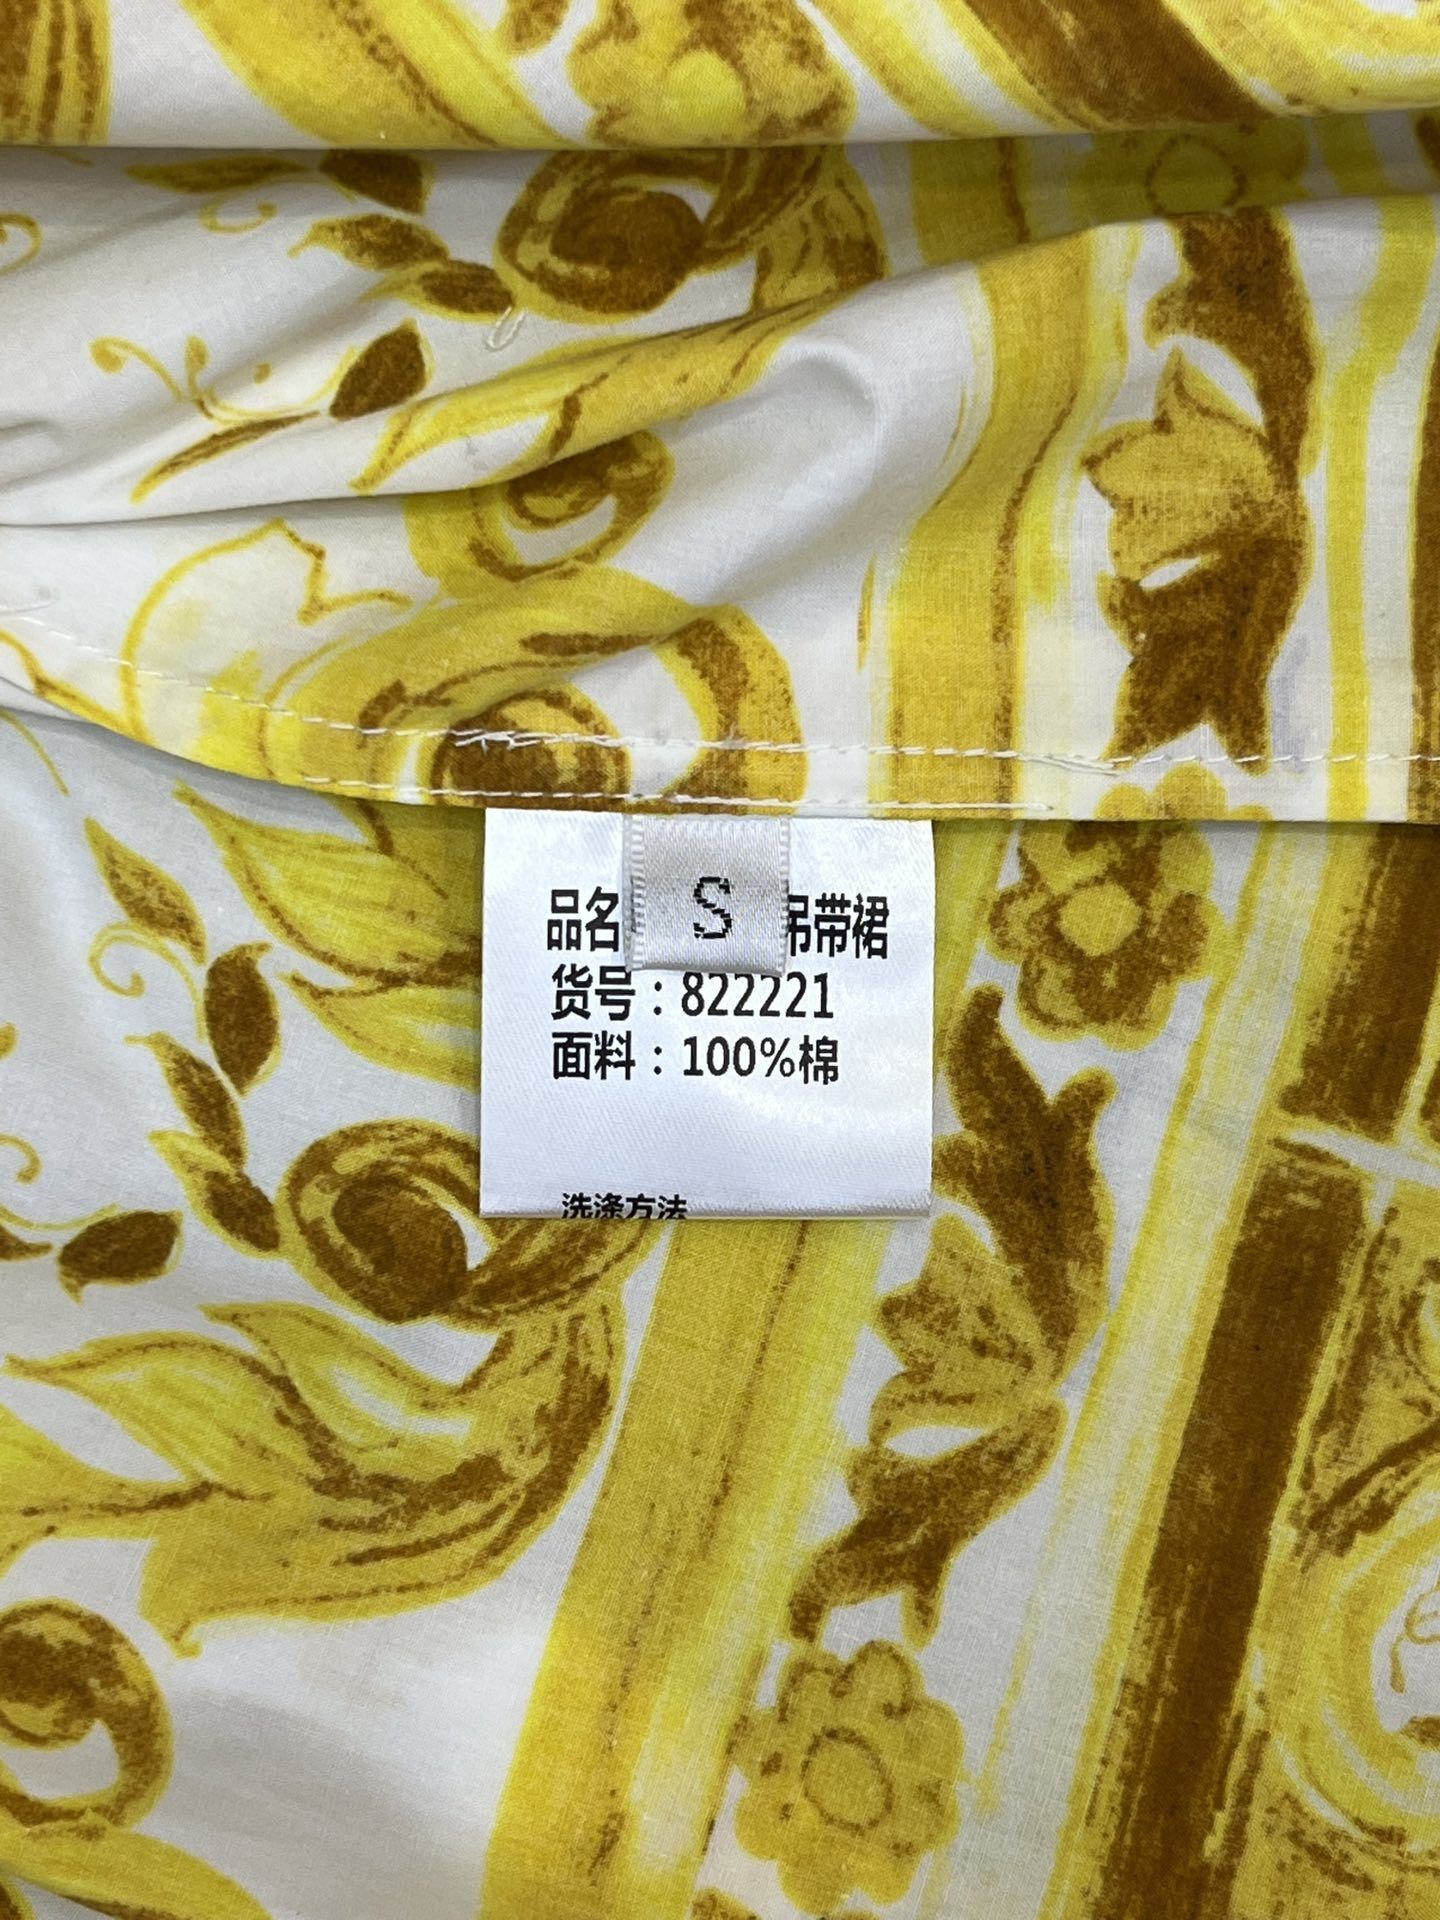 S
品名 吊带裙
货号：822221
面料：100%棉
洗涤方法